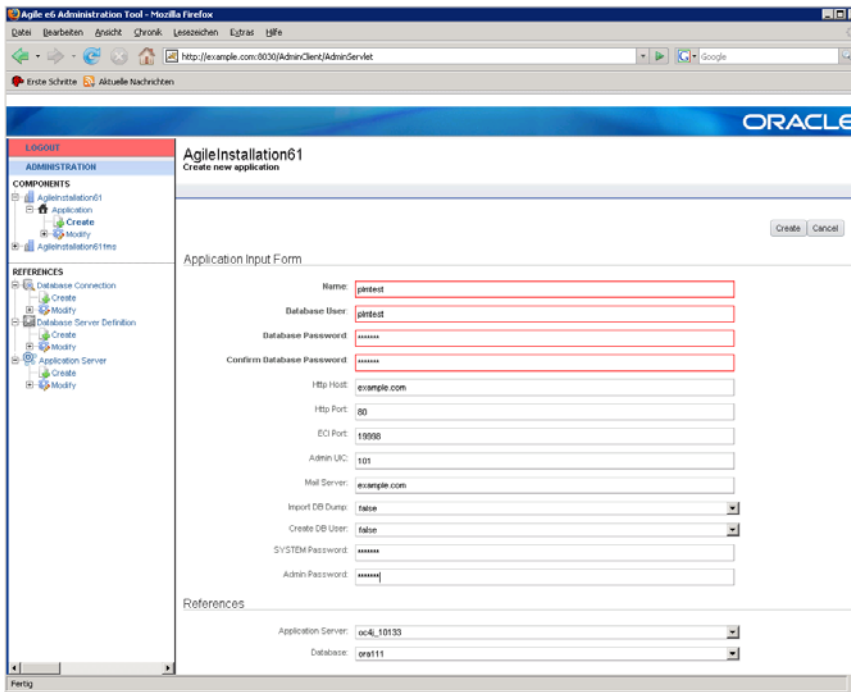 Agile e6 Administration Tool - Mozilla Firefox
Datei Bearbeiten Ansicht Chronik Lesezeichen Extras Hilfe
http://example.com:8030/AdminClient/AdminServlet
Google
Erste Schritte Aktuelle Nachrichten
ORACLE
LOGOUT
ADMINISTRATION
COMPONENTS
AgileInstallation61
Application
Create
Modify
AgileInstallation61tms
REFERENCES
Database Connection
Create
Modify
Database Server Definition
Create
Modify
Application Server
Create
Modify
AgileInstallation61
Create new application
Create Cancel
Application Input Form
Name: plmtest
Database User: plmtest
Database Password: *******
Confirm Database Password: *******
Http Host: example.com
Http Port: 80
ECI Port: 19998
Admin UIC: 101
Mail Server: example.com
Import DB Dump: false
Create DB User: false
SYSTEM Password: *******
Admin Password: *******
References
Application Server: oc4j_10133
Database: ora111
Fertig